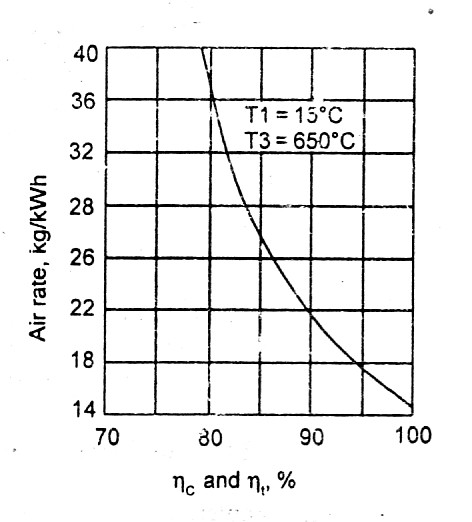 40
36
T1 = 15°C
T3 = 650°C
32
28
26
22
18
14
70 80 90 100
Air rate, kg/kWh
ηc and ηt, %